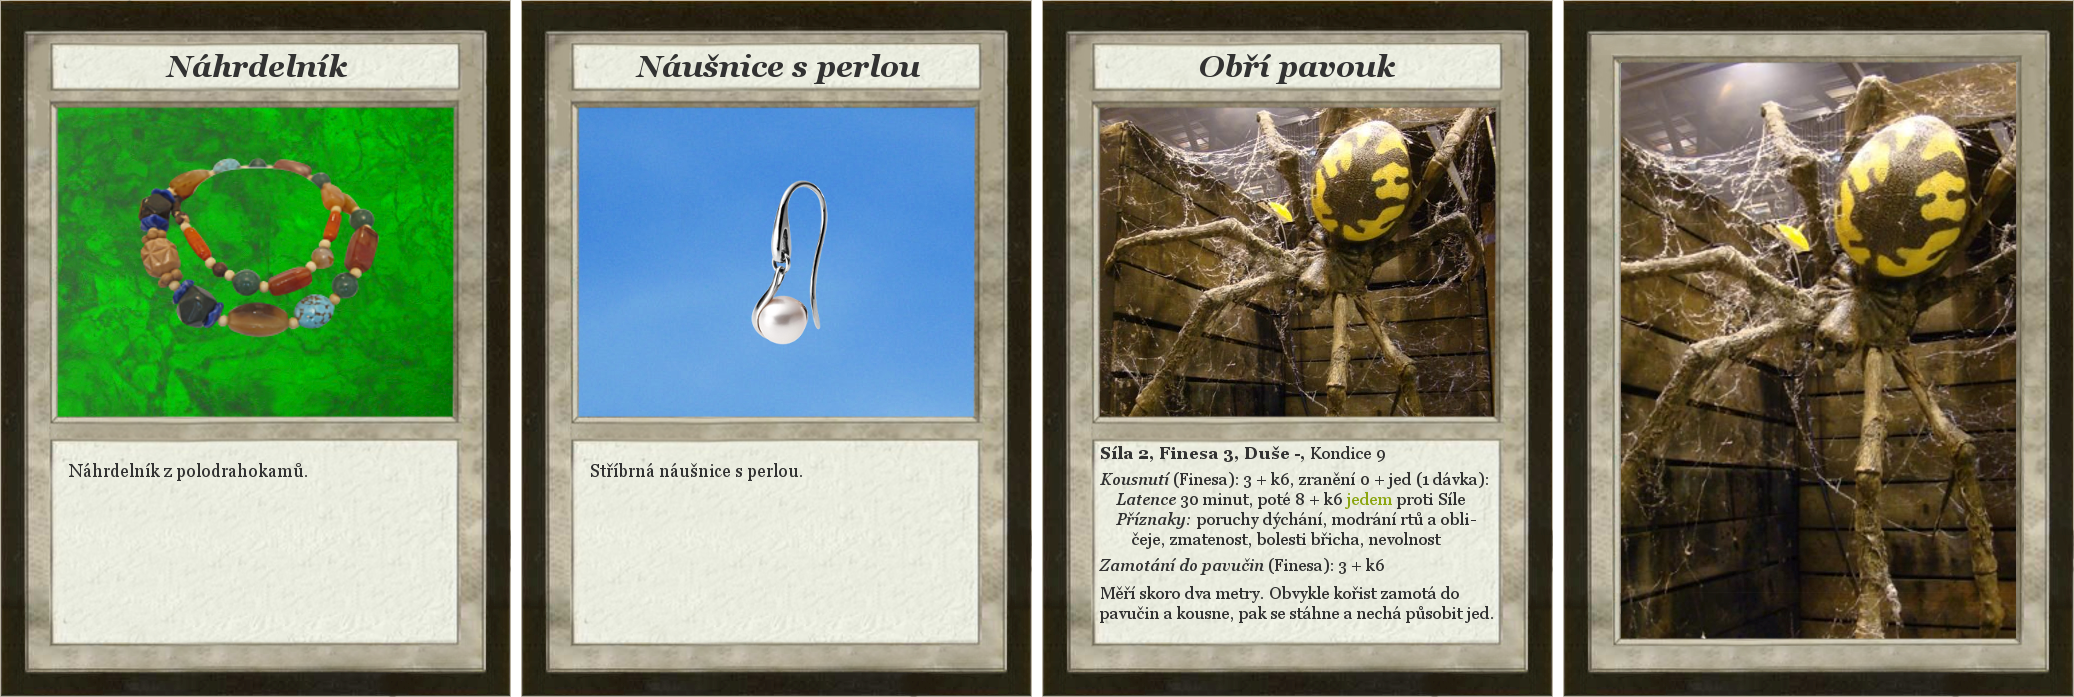 Náhrdelník
Náhrdelník z polodrahokamů.
Náušnice s perlou
Stříbrná náušnice s perlou.
Obří pavouk
Síla 2, Finesa 3, Duše -, Kondice 9
Kousnutí (Finesa): 3 + k6, zranění 0 + jed (1 dávka):
Latence 30 minut, poté 8 + k6 jedem proti Síle
Příznaky: poruchy dýchání, modrání rtů a obli-
čeje, zmatenost, bolesti břicha, nevolnost
Zamotání do pavučin (Finesa): 3 + k6
Měří skoro dva metry. Obvykle kořist zamotá do
pavučin a kousne, pak se stáhne a nechá působit jed.